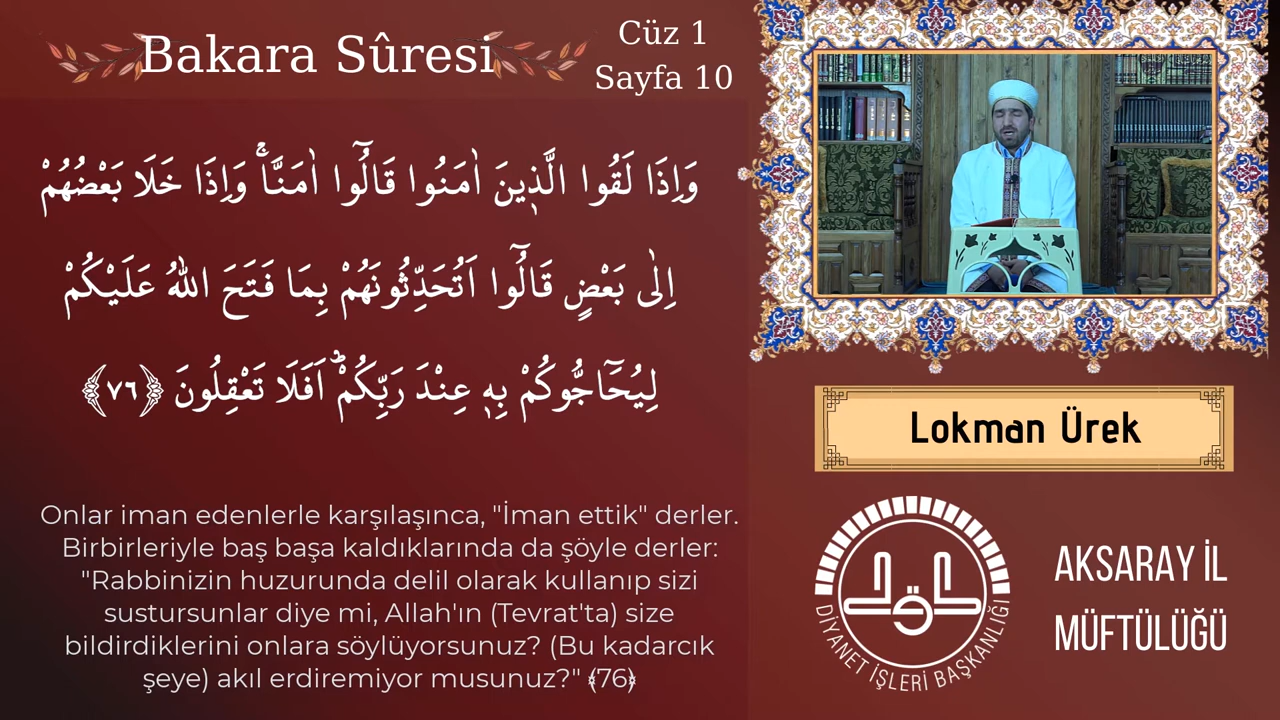 Bakara Sûresi
Cüz 1
Sayfa 10
وَاِذَا لَقُوا الَّذ۪ينَ اٰمَنُوا قَالُٓوا اٰمَنَّاۚ وَاِذَا خَلَا بَعْضُهُمْ
اِلٰى بَعْضٍ قَالُٓوا اَتُحَدِّثُونَهُمْ بِمَا فَتَحَ اللّٰهُ عَلَيْكُمْ
لِيُحَٓاجُّوكُمْ بِه۪ عِنْدَ رَبِّكُمْۜ اَفَلَا تَعْقِلُونَ ﴿٧٦﴾
Onlar iman edenlerle karşılaşınca, "İman ettik" derler.
Birbirleriyle baş başa kaldıklarında da şöyle derler:
"Rabbinizin huzurunda delil olarak kullanıp sizi
sustursunlar diye mi, Allah'ın (Tevrat'ta) size
bildirdiklerini onlara söylüyorsunuz? (Bu kadarcık
şeye) akıl erdiremiyor musunuz?" ﴾76﴿
Lokman Ürek
DİYANET İŞLERİ BAŞKANLIĞI
AKSARAY İL
MÜFTÜLÜĞÜ